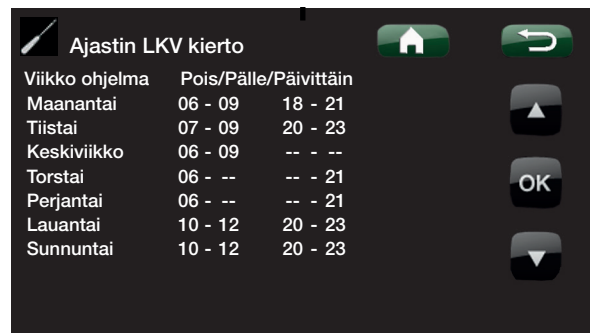 Ajastin LKV kierto
Viikko ohjelma Pois/Pälle/Päivittäin
Maanantai 06 - 09 18 - 21
Tiistai 07 - 09 20 - 23
Keskiviikko 06 - 09 -- - --
Torstai 06 - -- -- - 21
Perjantai 06 - -- -- - 21
Lauantai 10 - 12 20 - 23
Sunnuntai 10 - 12 20 - 23
OK